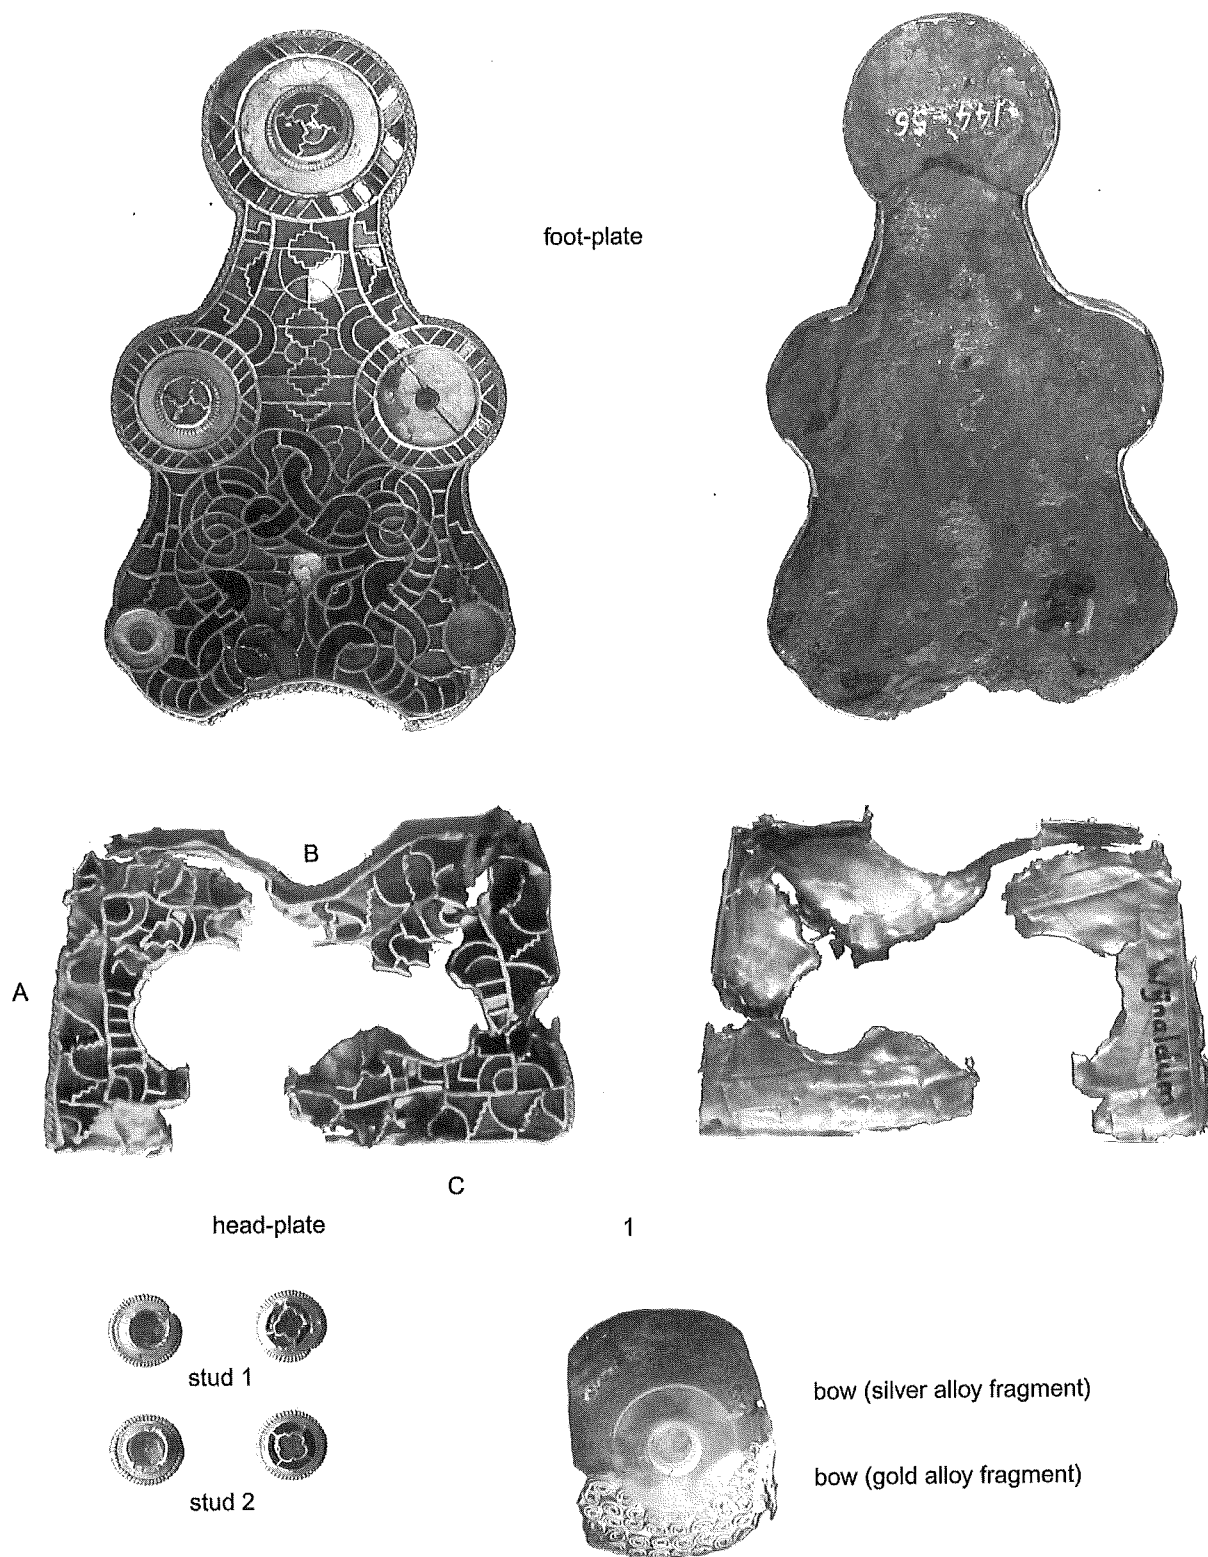 144-56
foot-plate
B
A
Wijnaldum
C
head-plate
1
stud 1
stud 2
bow (silver alloy fragment)
bow (gold alloy fragment)